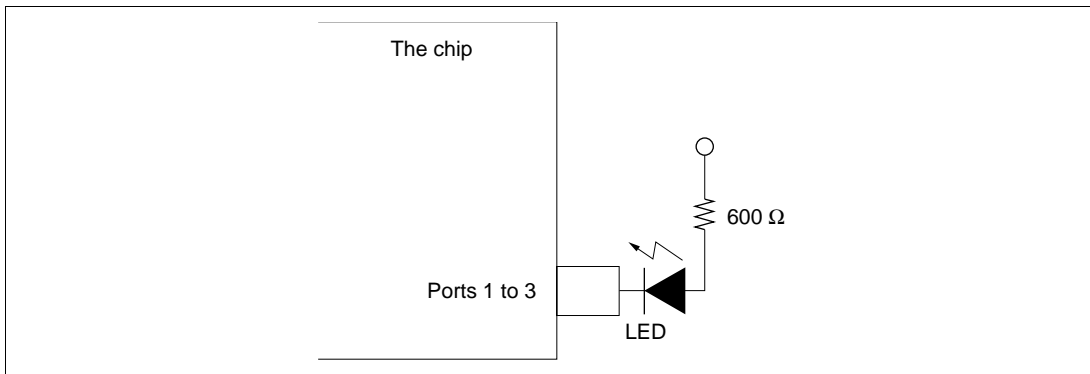 The chip
600 Ω
Ports 1 to 3
LED